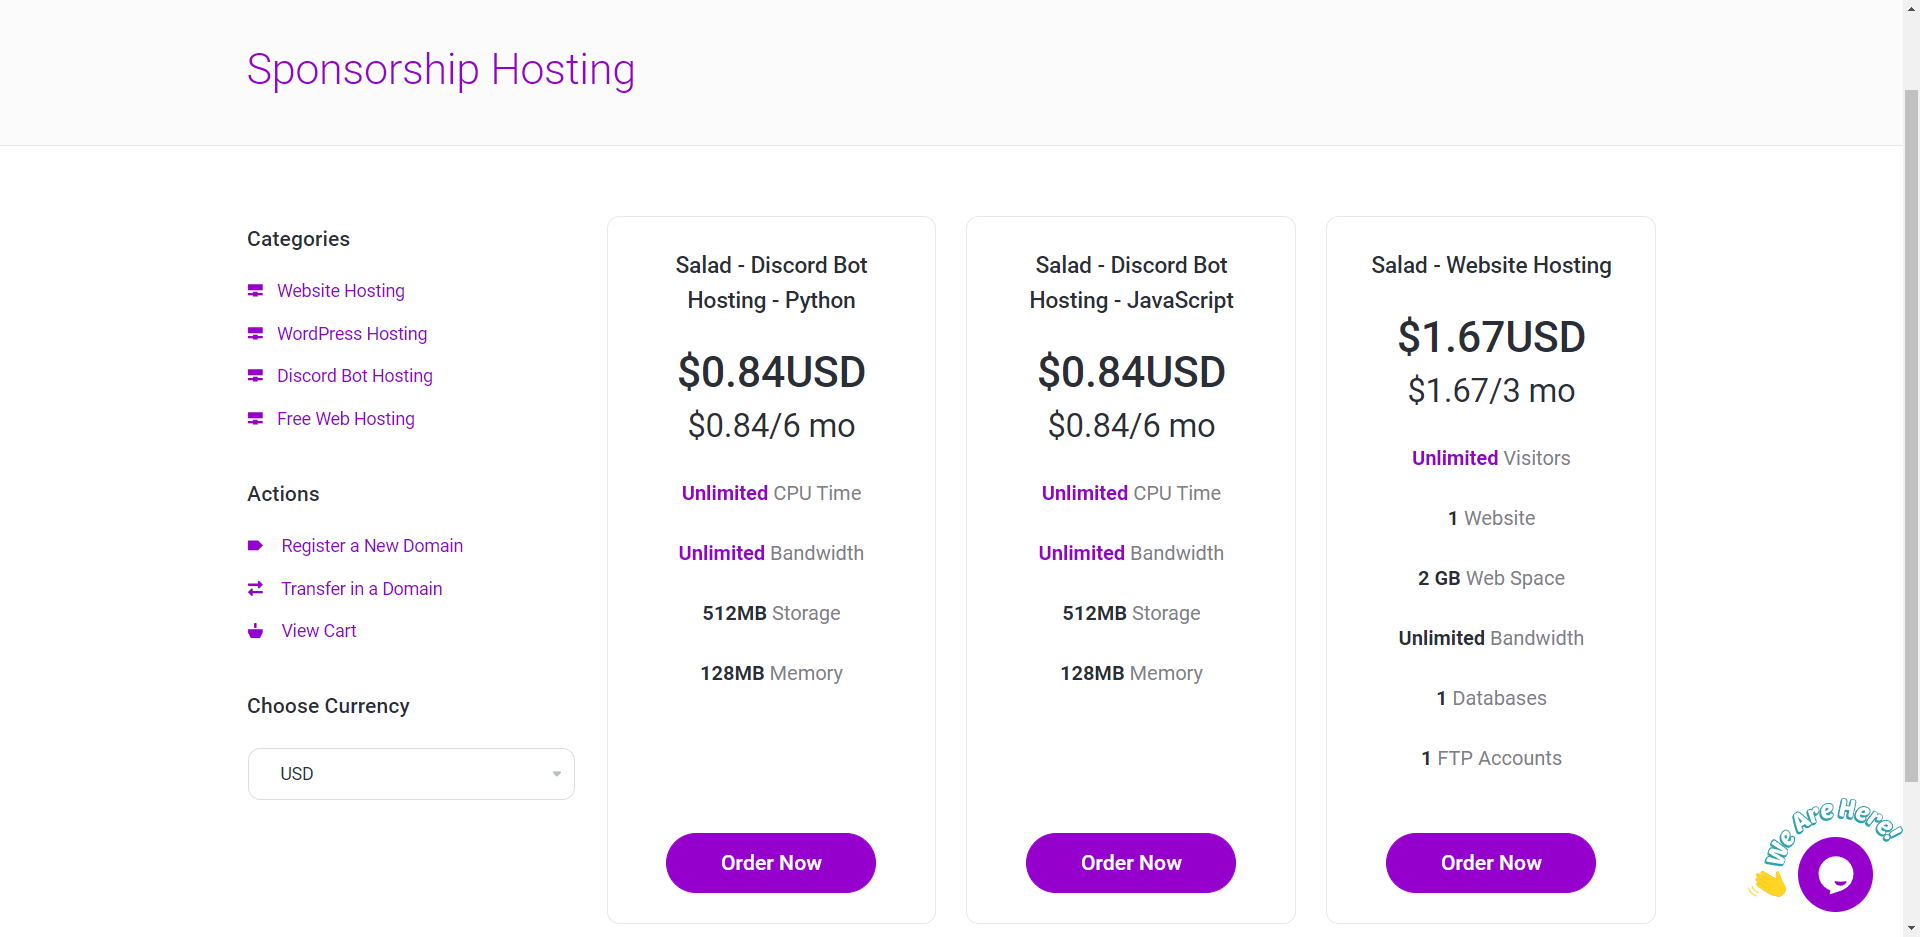 Sponsorship Hosting
Categories
Website Hosting
WordPress Hosting
Discord Bot Hosting
Free Web Hosting
Actions
Register a New Domain
Transfer in a Domain
View Cart
Choose Currency
USD
Salad - Discord Bot
Hosting - Python
$0.84USD
$0.84/6 mo
Unlimited CPU Time
Unlimited Bandwidth
512MB Storage
128MB Memory
Order Now
Salad - Discord Bot
Hosting - JavaScript
$0.84USD
$0.84/6 mo
Unlimited CPU Time
Unlimited Bandwidth
512MB Storage
128MB Memory
Order Now
Salad - Website Hosting
$1.67USD
$1.67/3 mo
Unlimited Visitors
1 Website
2 GB Web Space
Unlimited Bandwidth
1 Databases
1 FTP Accounts
Order Now
We Are Here!